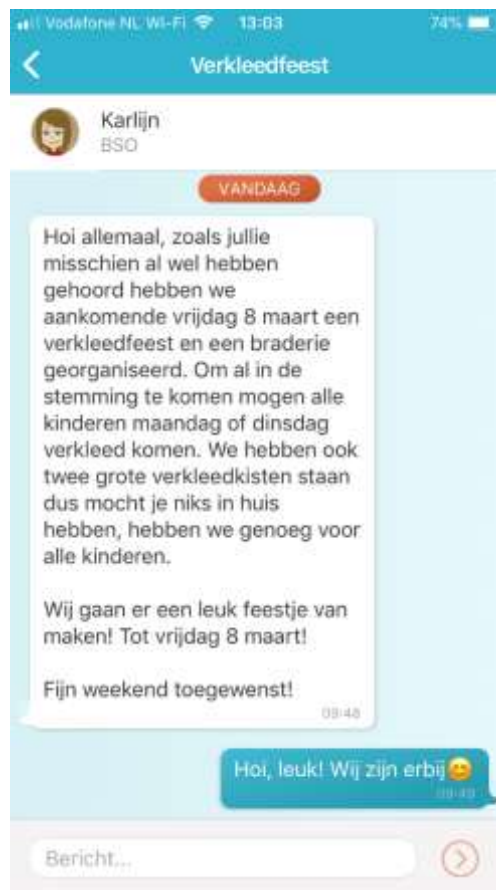 Vodafone NL Wi-Fi 13:03 74%
Verkleedfeest
Karlijn
BSO
VANDAAG
Hoi allemaal, zoals jullie
misschien al wel hebben
gehoord hebben we
aankomende vrijdag 8 maart een
verkleedfeest en een braderie
georganiseerd. Om al in de
stemming te komen mogen alle
kinderen maandag of dinsdag
verkleed komen. We hebben ook
twee grote verkleedkisten staan
dus mocht je niks in huis
hebben, hebben we genoeg voor
alle kinderen.
Wij gaan er een leuk feestje van
maken! Tot vrijdag 8 maart!
Fijn weekend toegewenst!
09:48
Hoi, leuk! Wij zijn erbij😊
09:49
Bericht...